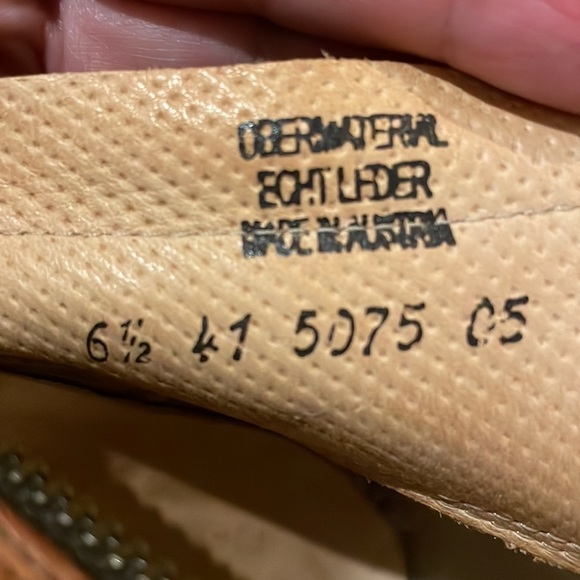 OBERMATERIAL
ECHT LEDER
MADE IN AUSTRIA
6½ 41 5075 05